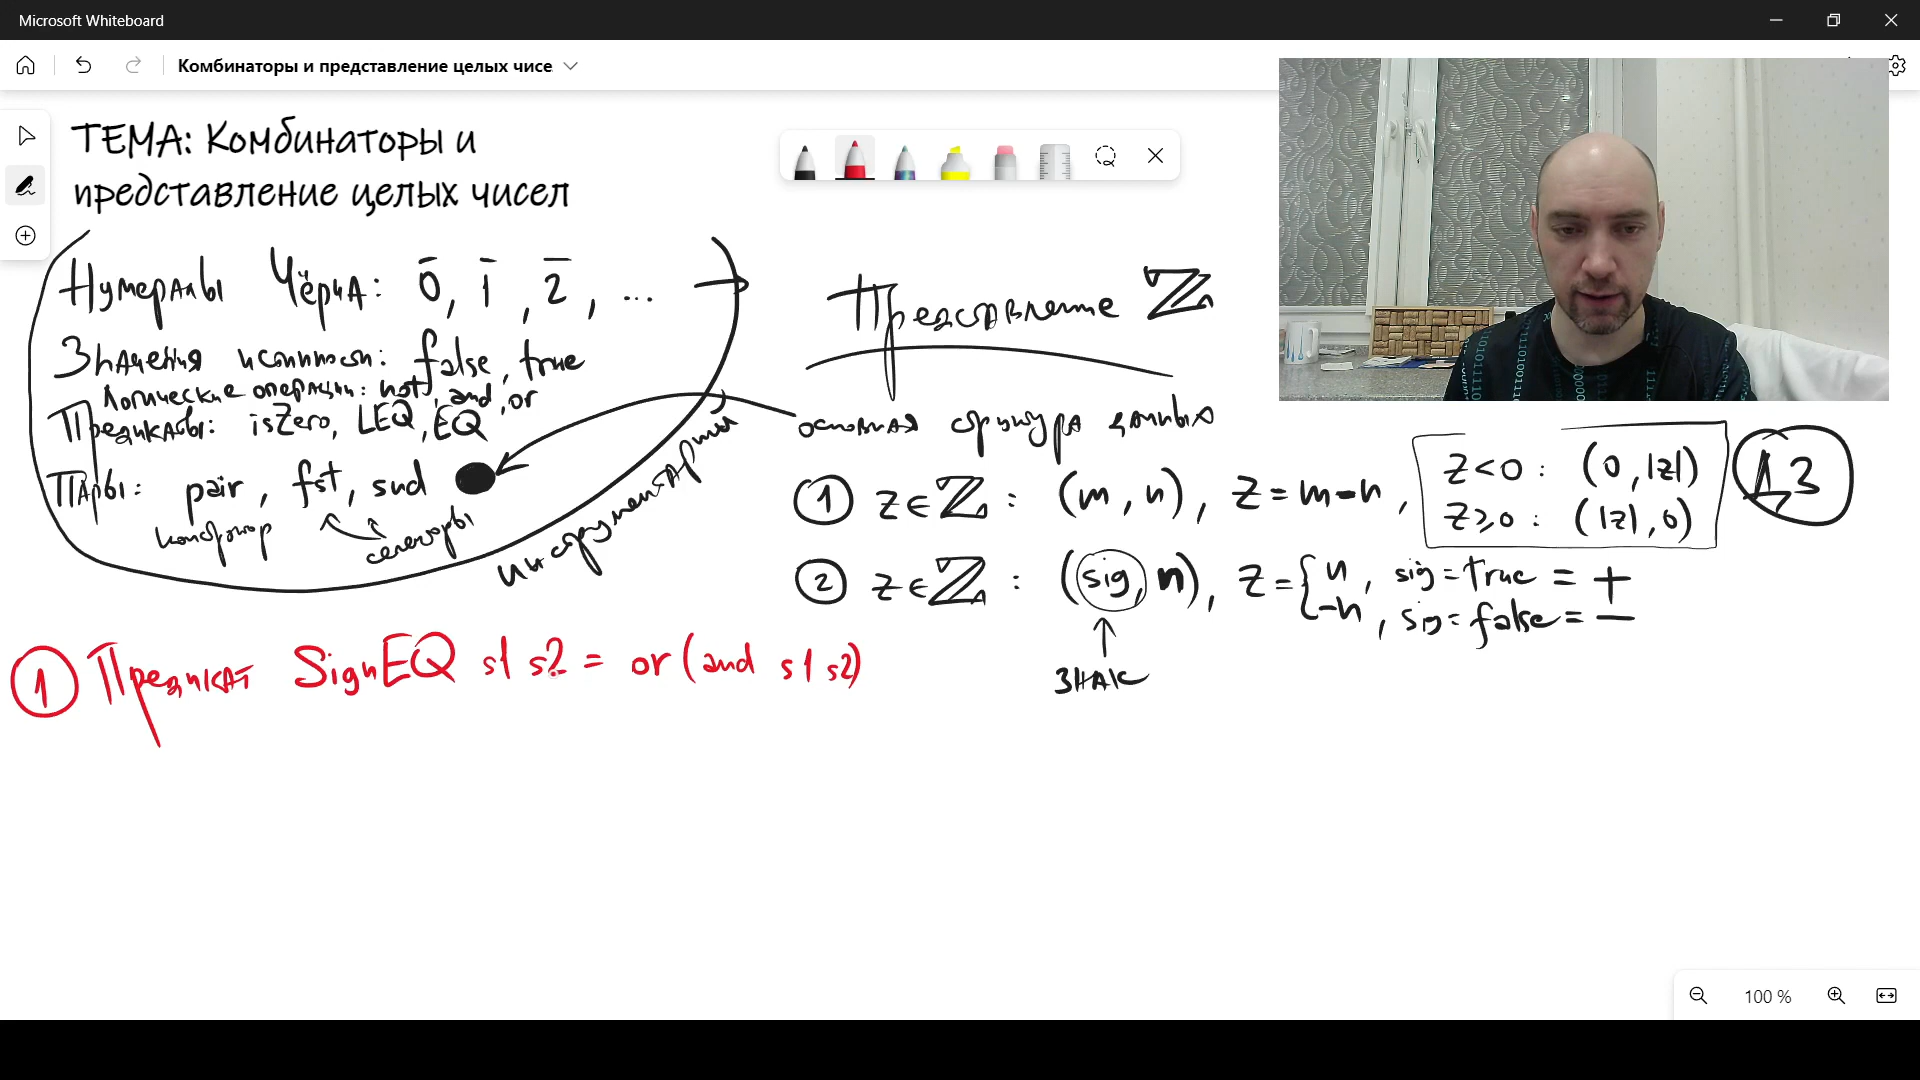 Microsoft Whiteboard
Комбинаторы и представление целых чисе
ТЕМА: Комбинаторы и
представление целых чисел
Нумералы Чёрча: 0̄, 1̄, 2̄, ...
Значения истинности: false, true
Логические операции: not, and, or
Предикаты: isZero, LEQ, EQ
Пары: pair, fst, snd
конструктор
селекторы
инструментарий
Представление ℤ
основная структура данных
① z∈ℤ : (m, n), z = m - n,
z<0 : (0, |z|)
z≥0 : (|z|, 0)
ДЗ
② z∈ℤ : (sig, n), z = { n, sig = true = +
-n, sig = false = −
знак
① Предикат SignEQ s1 s2 = or (and s1 s2)
100 %